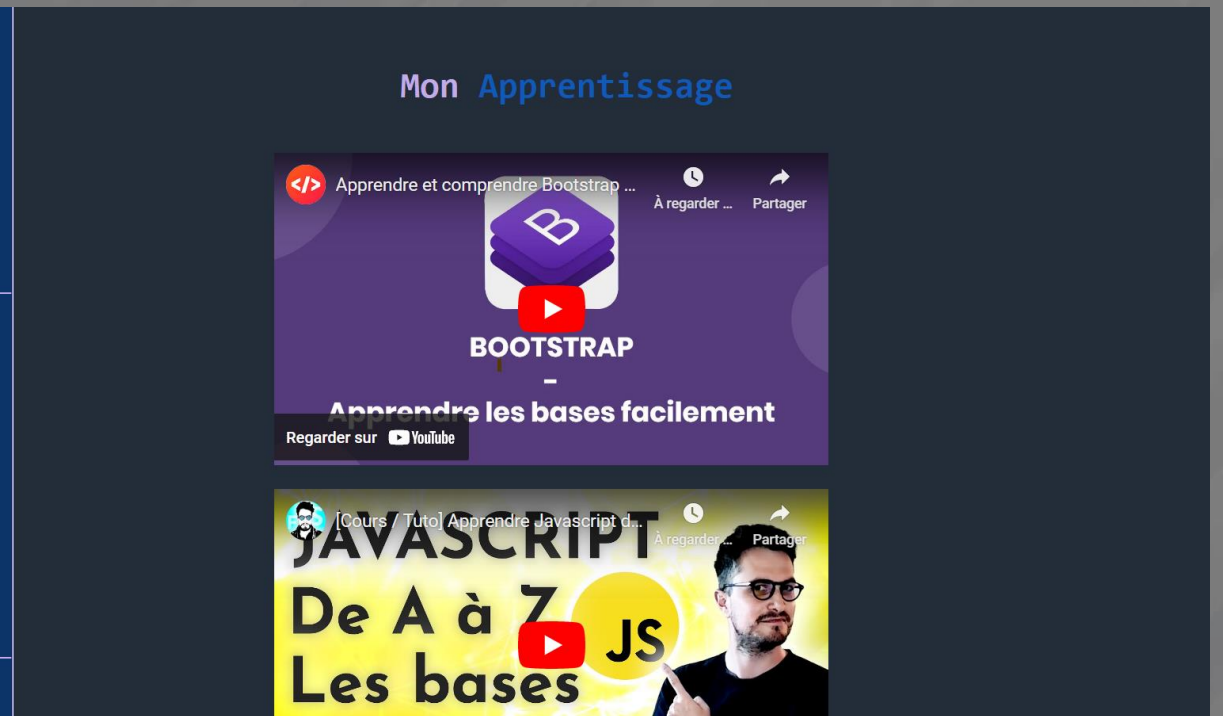 Mon Apprentissage
</>
Apprendre et comprendre Bootstrap ...
À regarder ...
Partager
B
BOOTSTRAP
–
Apprendre les bases facilement
Regarder sur YouTube
[Cours / Tuto] Apprendre Javascript d...
À regarder ...
Partager
JAVASCRIPT
De A à Z
JS
Les bases